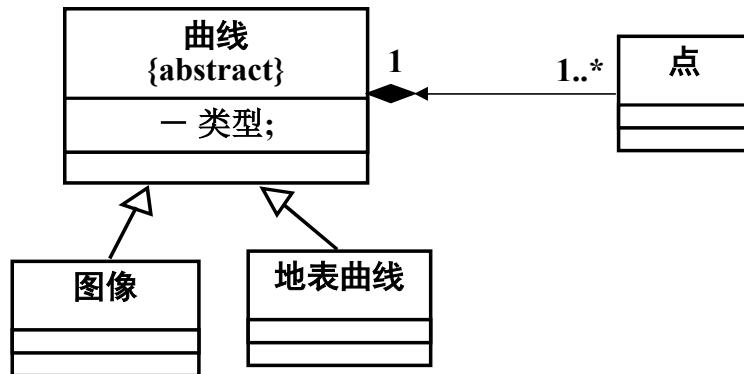 曲线
{abstract}
— 类型;
1
1..*
点
图像
地表曲线